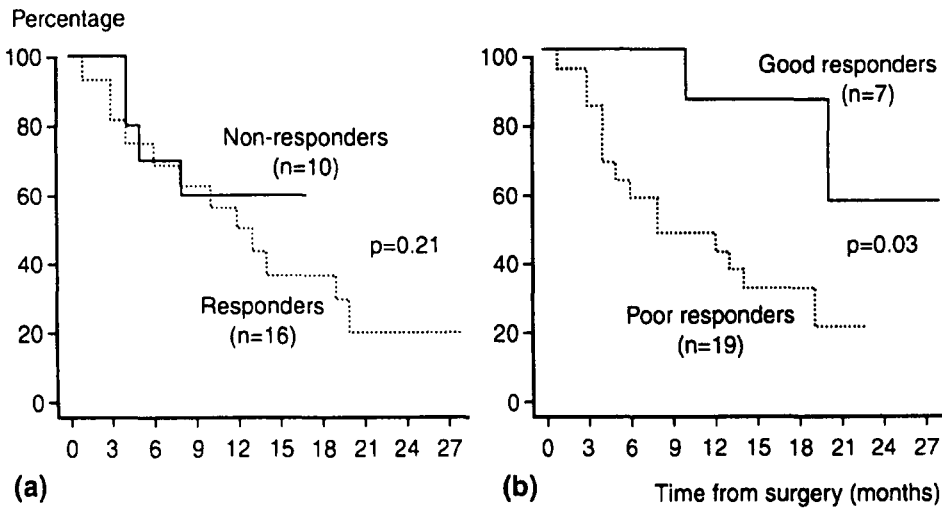 Percentage
100
80
60
40
20
0
Non-responders
(n=10)
p=0.21
Responders
(n=16)
0 3 6 9 12 15 18 21 24 27
(a)
100
80
60
40
20
0
Good responders
(n=7)
p=0.03
Poor responders
(n=19)
0 3 6 9 12 15 18 21 24 27
(b)
Time from surgery (months)